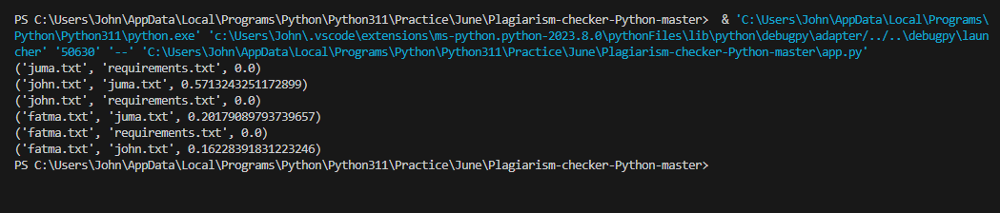 PS C:\Users\John\AppData\Local\Programs\Python\Python311\Practice\June\Plagiarism-checker-Python-master>  & 'C:\Users\John\AppData\Local\Programs\
Python\Python311\python.exe' 'c:\Users\John\.vscode\extensions\ms-python.python-2023.8.0\pythonFiles\lib\python\debugpy\adapter/../..\debugpy\laun
cher' '50630' '--' 'C:\Users\John\AppData\Local\Programs\Python\Python311\Practice\June\Plagiarism-checker-Python-master\app.py'
('juma.txt', 'requirements.txt', 0.0)
('john.txt', 'juma.txt', 0.5713243251172899)
('john.txt', 'requirements.txt', 0.0)
('fatma.txt', 'juma.txt', 0.20179089793739657)
('fatma.txt', 'requirements.txt', 0.0)
('fatma.txt', 'john.txt', 0.16228391831223246)
PS C:\Users\John\AppData\Local\Programs\Python\Python311\Practice\June\Plagiarism-checker-Python-master>